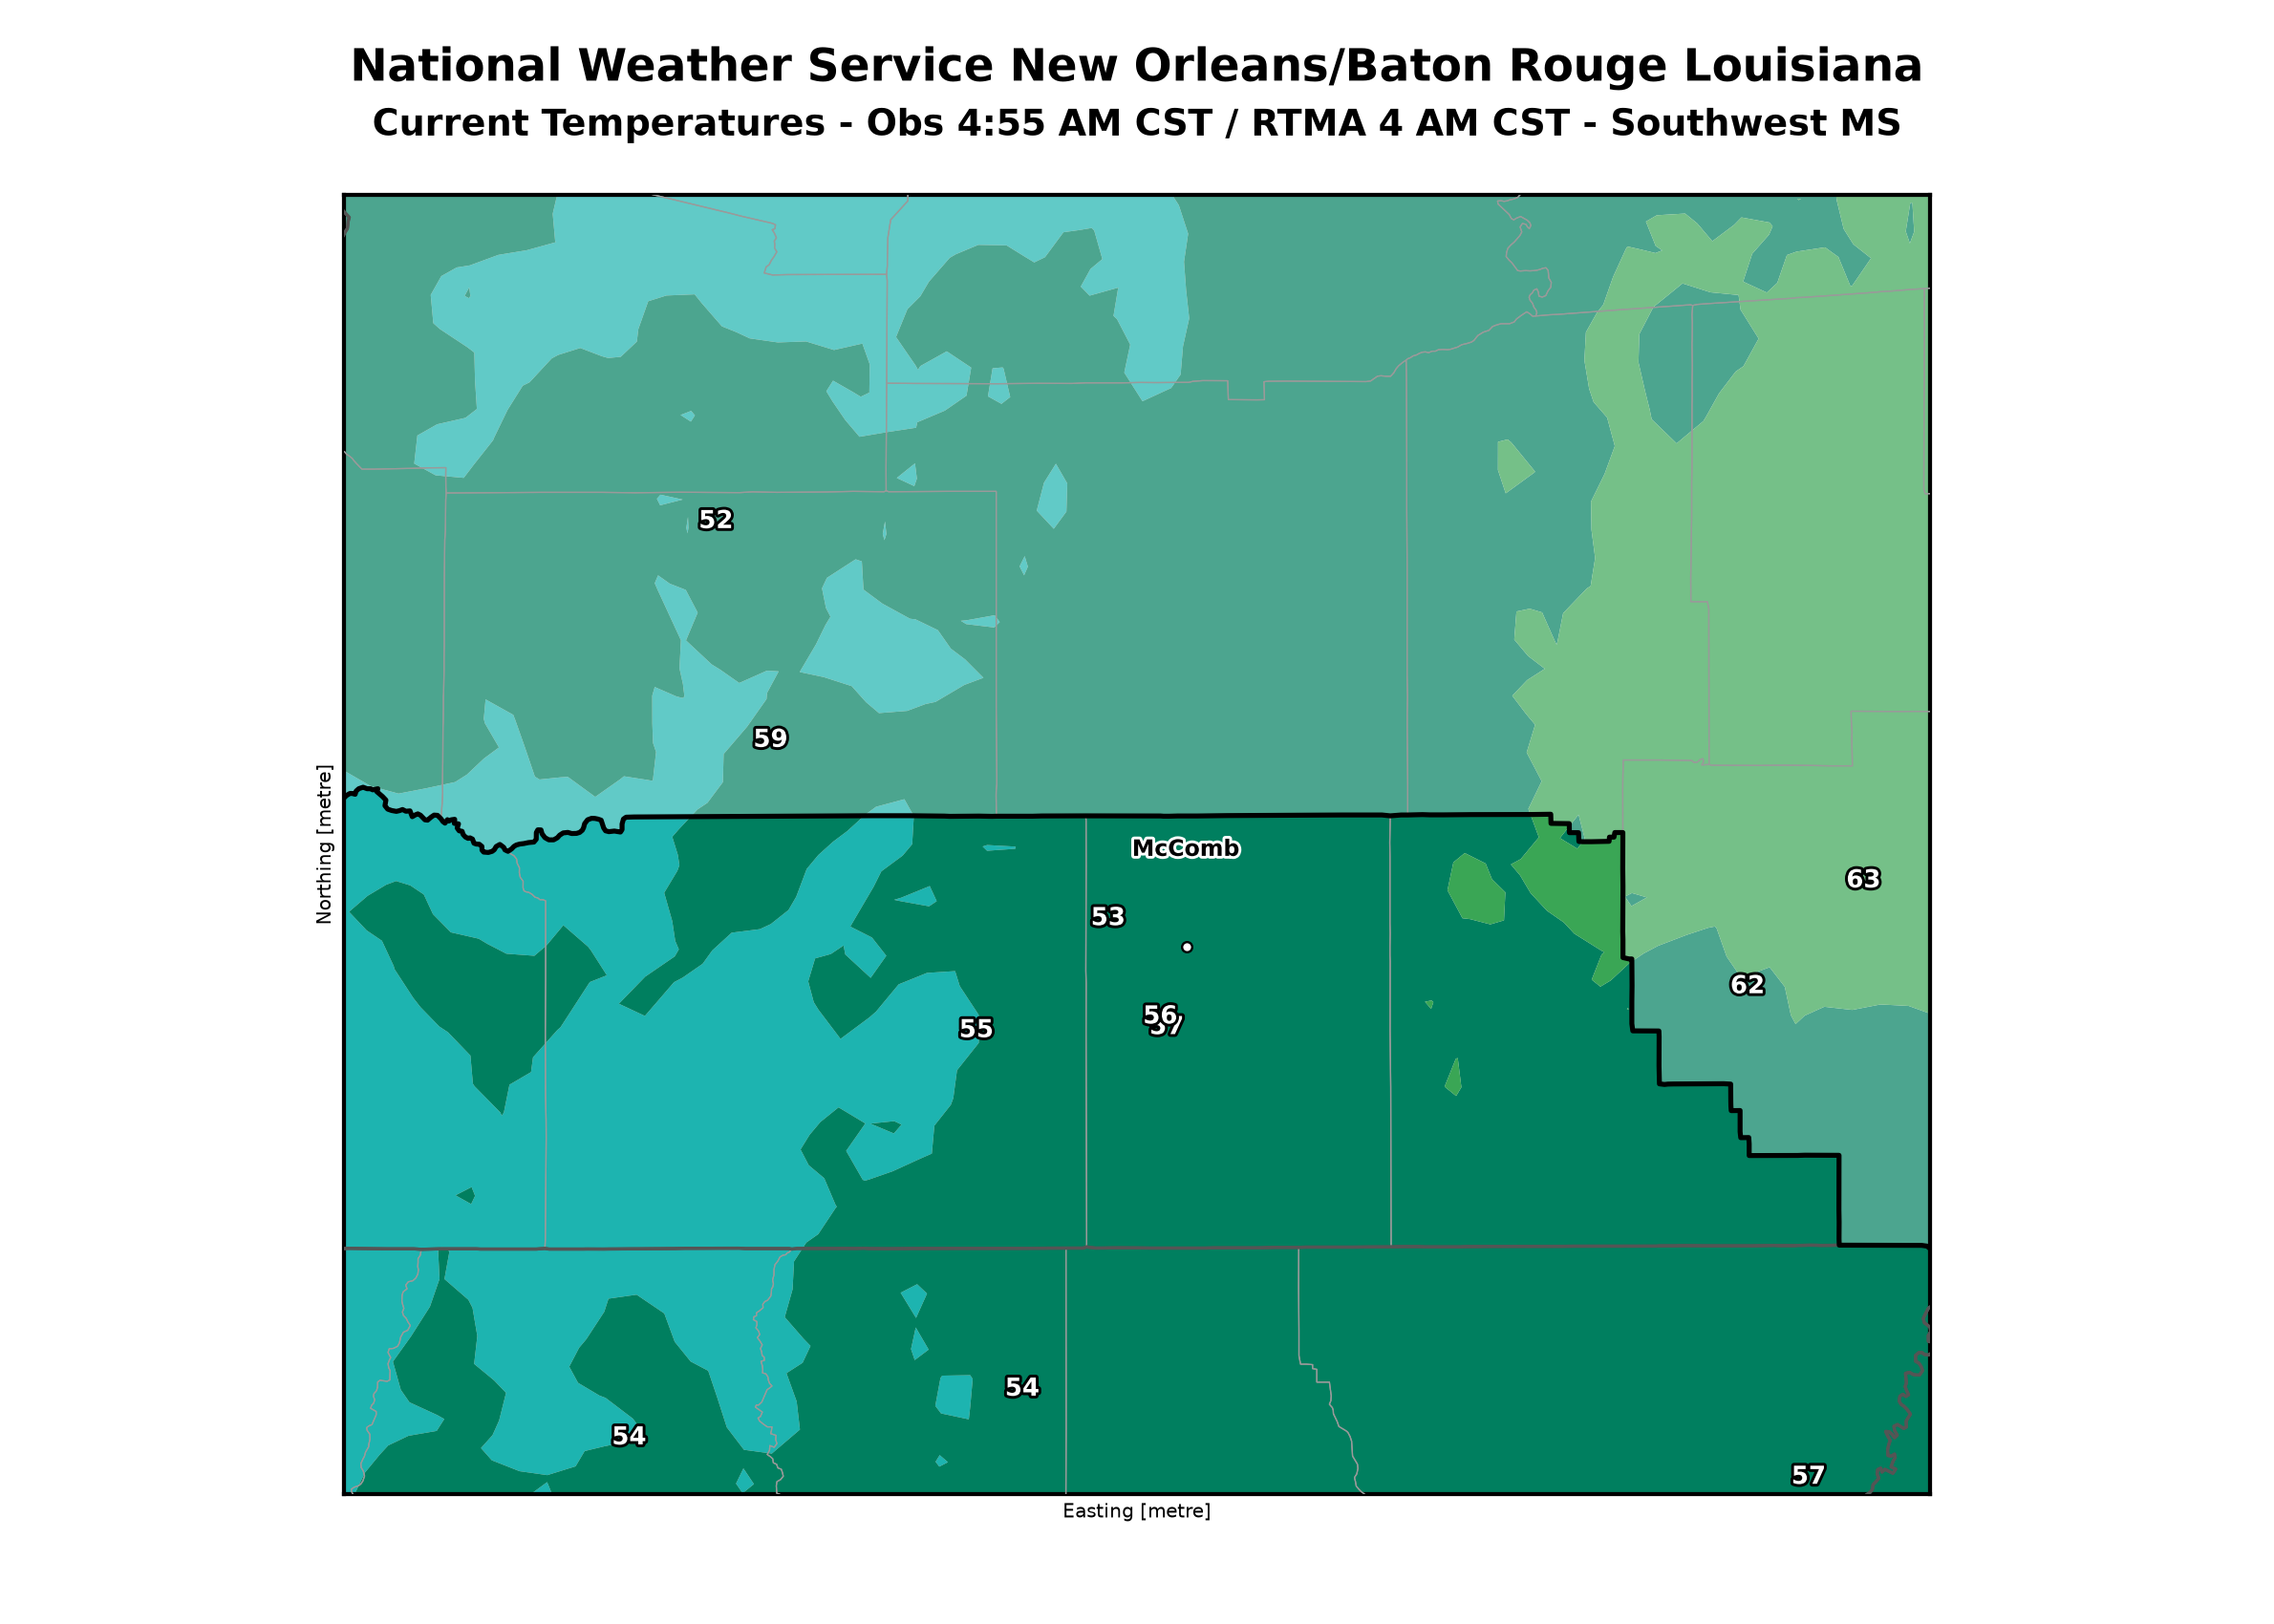 National Weather Service New Orleans/Baton Rouge Louisiana
Current Temperatures - Obs 4:55 AM CST / RTMA 4 AM CST - Southwest MS
52
59
McComb
63
53
62
56
57
55
54
54
57
Northing [metre]
Easting [metre]